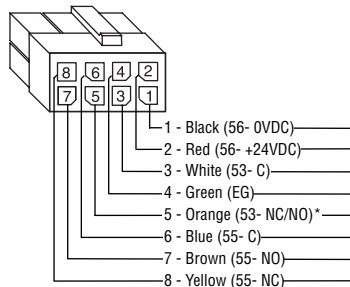 8 6 4 2
7 5 3 1
1 - Black (56- 0VDC)
2 - Red (56- +24VDC)
3 - White (53- C)
4 - Green (EG)
5 - Orange (53- NC/NO)*
6 - Blue (55- C)
7 - Brown (55- NO)
8 - Yellow (55- NC)